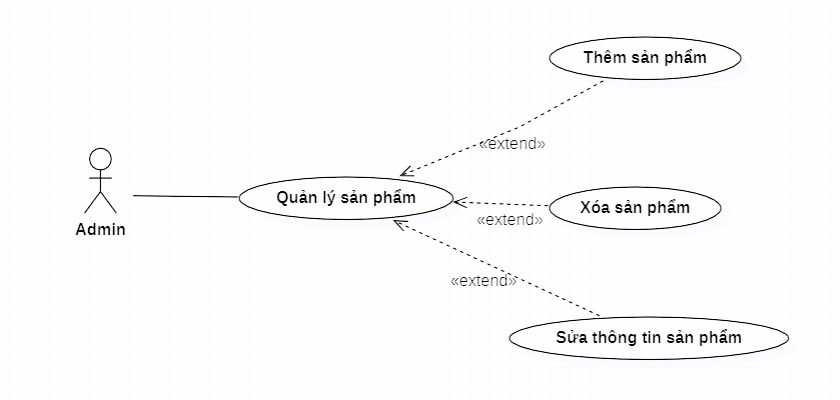 Thêm sản phẩm
«extend»
Quản lý sản phẩm
Xóa sản phẩm
«extend»
Admin
«extend»
Sửa thông tin sản phẩm